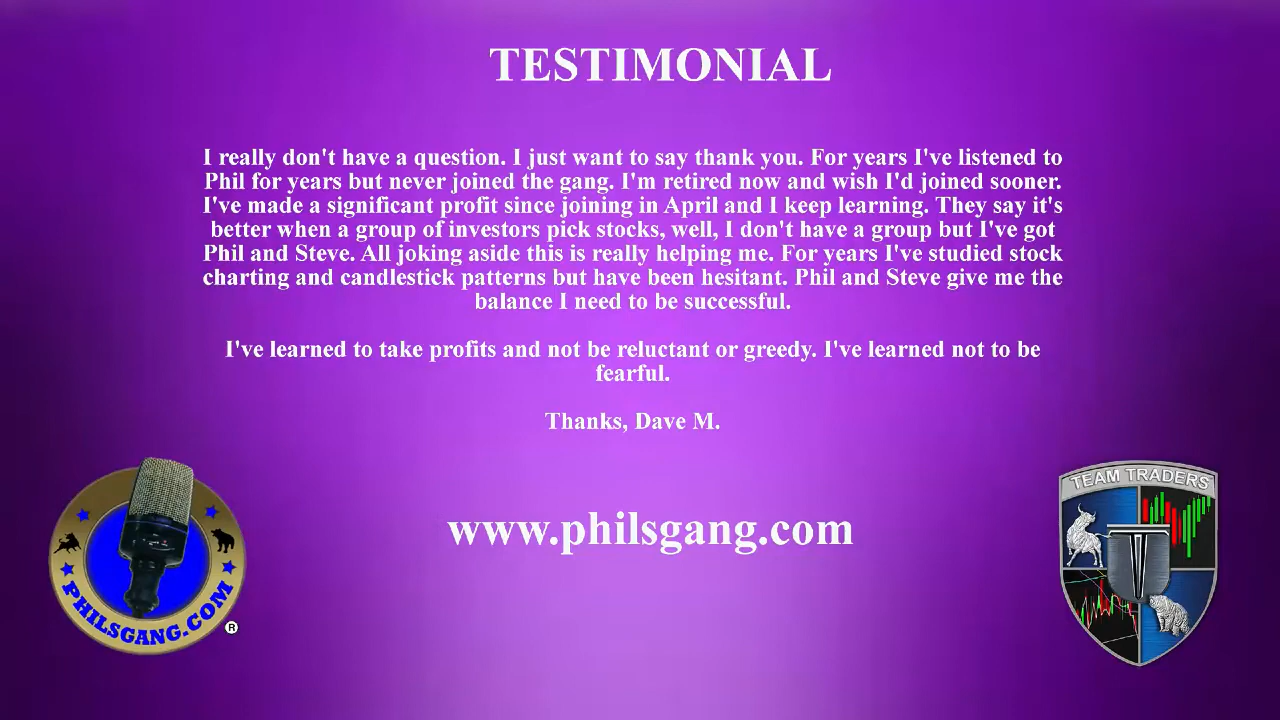 TESTIMONIAL
I really don't have a question. I just want to say thank you. For years I've listened to
Phil for years but never joined the gang. I'm retired now and wish I'd joined sooner.
I've made a significant profit since joining in April and I keep learning. They say it's
better when a group of investors pick stocks, well, I don't have a group but I've got
Phil and Steve. All joking aside this is really helping me. For years I've studied stock
charting and candlestick patterns but have been hesitant. Phil and Steve give me the
balance I need to be successful.
I've learned to take profits and not be reluctant or greedy. I've learned not to be
fearful.
Thanks, Dave M.
TEAM TRADERS
www.philsgang.com
T
PHILSGANG.COM
®